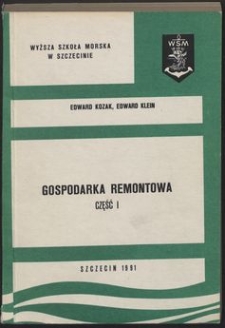 WYŻSZA SZKOŁA MORSKA
W SZCZECINIE
WSM
EDWARD KOZAK, EDWARD KLEIN
GOSPODARKA REMONTOWA
CZĘŚĆ I
SZCZECIN 1991